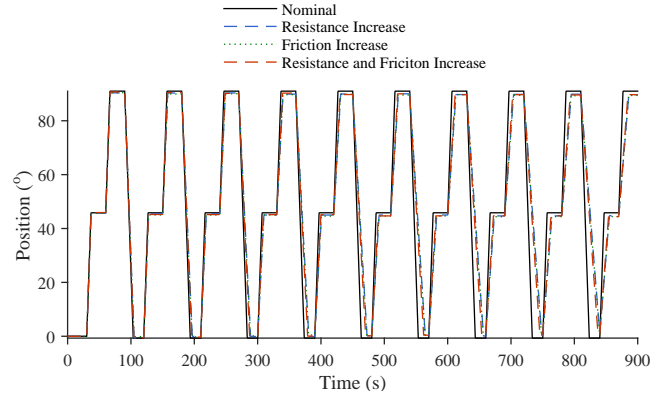 Nominal
Resistance Increase
Friction Increase
Resistance and Friciton Increase
80
60
40
20
0
Position (°)
0 100 200 300 400 500 600 700 800 900
Time (s)